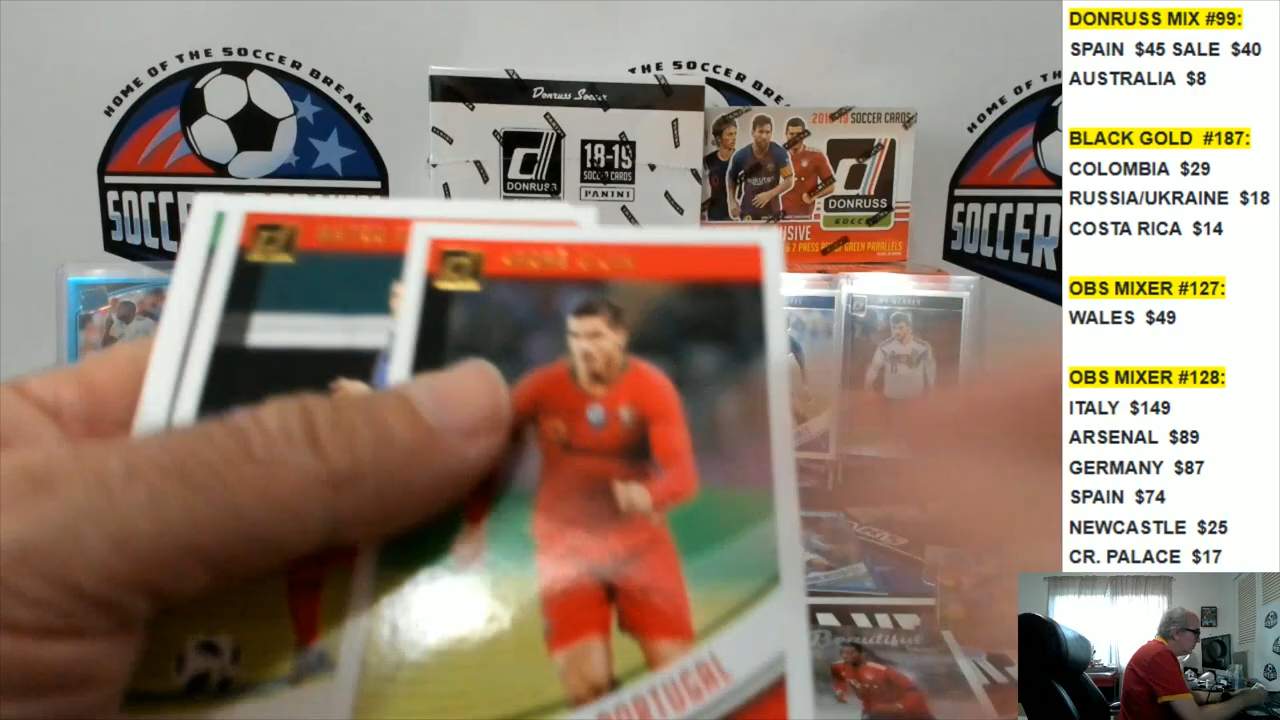 HOME OF THE SOCCER BREAKS
SOCCER
Donruss Soccer
DONRUSS
18-19
SOCCER CARDS
PANINI
2018-19 SOCCER CARDS
DONRUSS
SOCCER
GREEN PARALLELS
HOME OF THE
SOCCER
PORTUGAL
Beautiful
DONRUSS MIX #99:
SPAIN $45 SALE $40
AUSTRALIA $8
BLACK GOLD #187:
COLOMBIA $29
RUSSIA/UKRAINE $18
COSTA RICA $14
OBS MIXER #127:
WALES $49
OBS MIXER #128:
ITALY $149
ARSENAL $89
GERMANY $87
SPAIN $74
NEWCASTLE $25
CR. PALACE $17